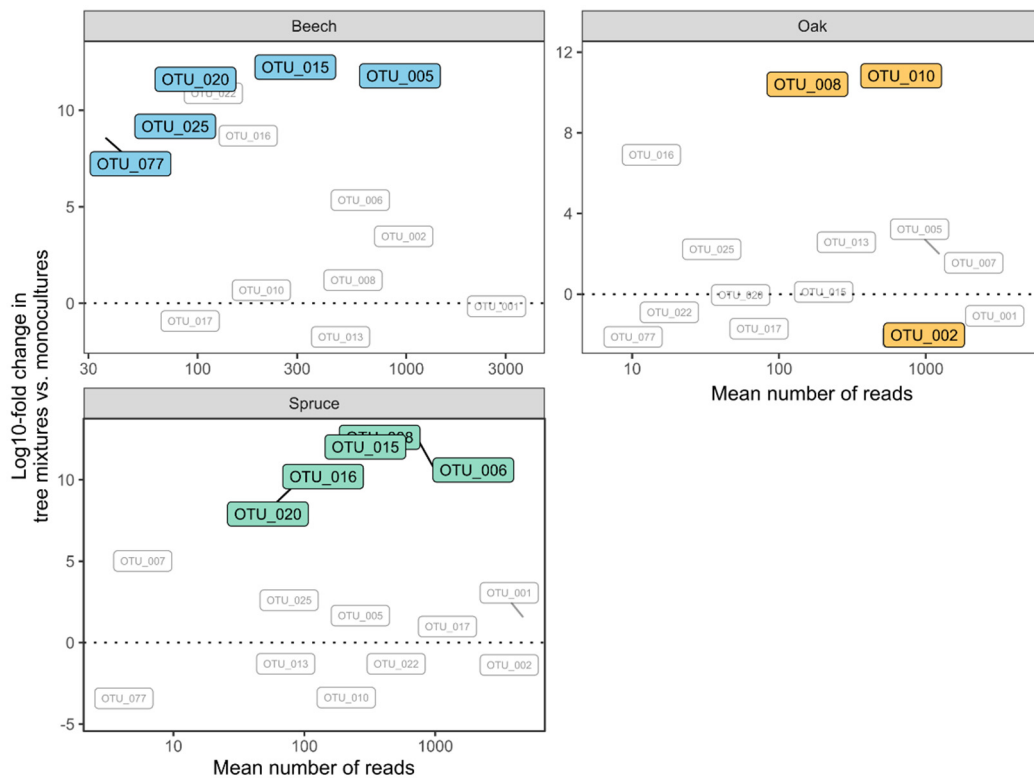 Beech
10
5
0
OTU_020
OTU_015
OTU_005
OTU_022
OTU_025
OTU_016
OTU_077
OTU_006
OTU_002
OTU_010
OTU_008
OTU_001
OTU_017
OTU_013
30
100
300
1000
3000
Oak
12
8
4
0
OTU_008
OTU_010
OTU_016
OTU_005
OTU_025
OTU_013
OTU_007
OTU_020
OTU_015
OTU_022
OTU_001
OTU_017
OTU_077
OTU_002
10
100
1000
Mean number of reads
Log10-fold change in
tree mixtures vs. monocultures
Spruce
10
5
0
-5
OTU_008
OTU_015
OTU_006
OTU_016
OTU_020
OTU_007
OTU_001
OTU_025
OTU_005
OTU_017
OTU_013
OTU_022
OTU_002
OTU_077
OTU_010
10
100
1000
Mean number of reads